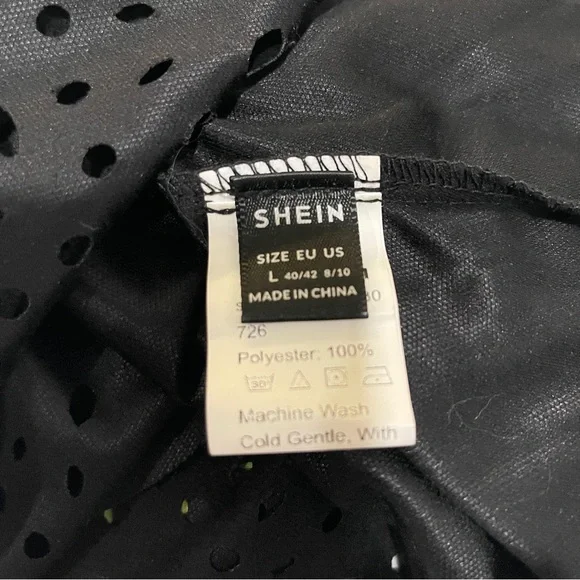 SHEIN
SIZE EU US
L 40/42 8/10
MADE IN CHINA
726
Polyester: 100%
30°
Machine Wash
Cold Gentle, With